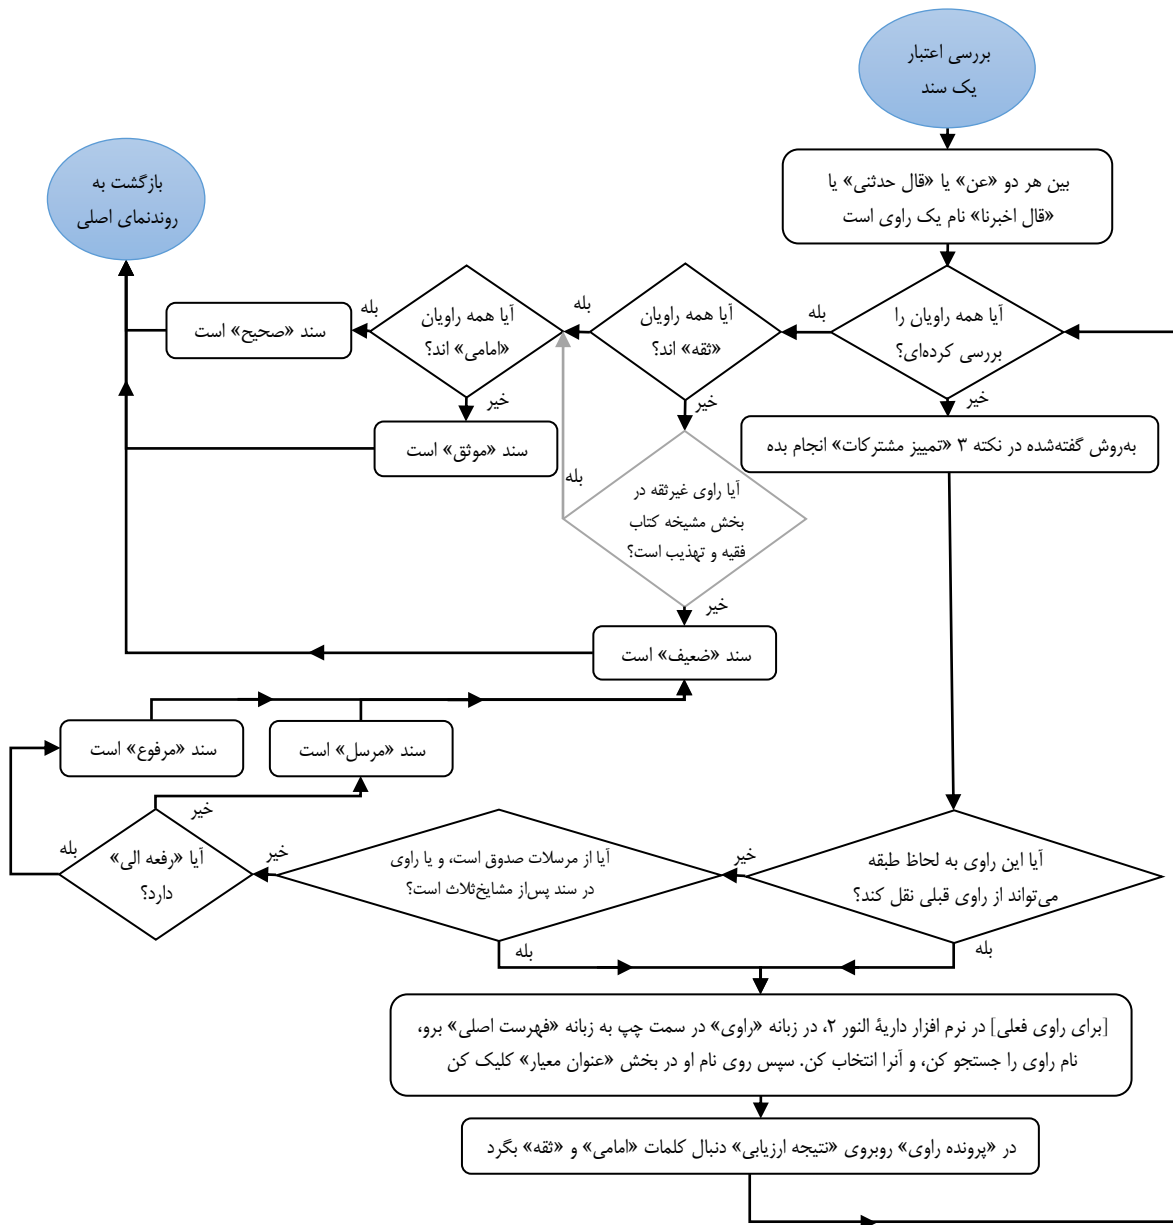 بررسی اعتبار
یک سند
بین هر دو «عن» یا «قال حدثنی» یا
«قال اخبرنا» نام یک راوی است
بازگشت به
روندنمای اصلی
آیا همه راویان را
بررسی کرده‌ای؟
بله
خیر
آیا همه راویان
«ثقه» اند؟
بله
خیر
آیا همه راویان
«امامی» اند؟
بله
خیر
سند «صحیح» است
سند «موثق» است
به‌روش گفته‌شده در نکته ۳ «تمییز مشترکات» انجام بده
آیا راوی غیرثقه در
بخش مشیخه کتاب
فقیه و تهذیب است؟
بله
خیر
سند «ضعیف» است
سند «مرسل» است
سند «مرفوع» است
آیا این راوی به لحاظ طبقه
می‌تواند از راوی قبلی نقل کند؟
خیر
بله
آیا از مرسلات صدوق است، و یا راوی
در سند پس‌از مشایخ‌ثلاث است؟
خیر
بله
آیا «رفعه الی»
دارد؟
خیر
بله
[برای راوی فعلی] در نرم افزار داریة النور ۲، در زبانه «راوی» در سمت چپ به زبانه «فهرست اصلی» برو،
نام راوی را جستجو کن، و آنرا انتخاب کن. سپس روی نام او در بخش «عنوان معیار» کلیک کن
در «پرونده راوی» روبروی «نتیجه ارزیابی» دنبال کلمات «امامی» و «ثقه» بگرد